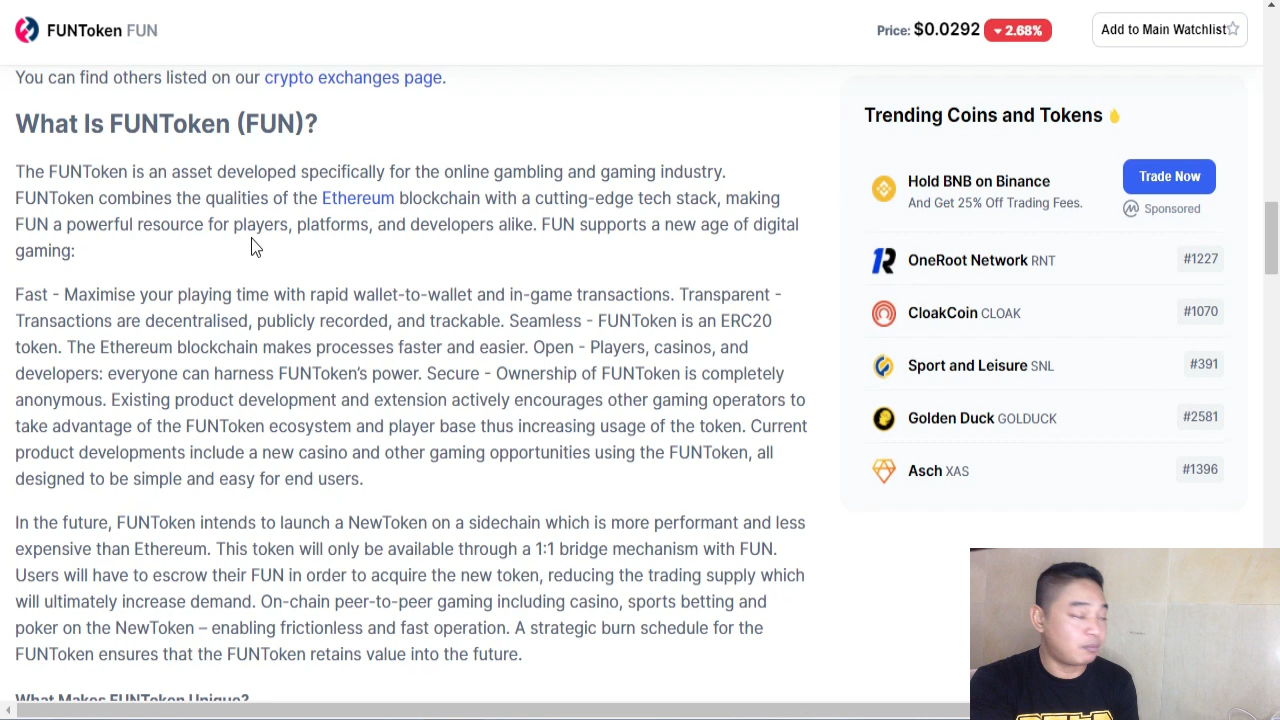 FUNToken FUN
Price: $0.0292 2.68%
Add to Main Watchlist
You can find others listed on our crypto exchanges page.
What Is FUNToken (FUN)?
The FUNToken is an asset developed specifically for the online gambling and gaming industry.
FUNToken combines the qualities of the Ethereum blockchain with a cutting-edge tech stack, making
FUN a powerful resource for players, platforms, and developers alike. FUN supports a new age of digital
gaming:
Fast - Maximise your playing time with rapid wallet-to-wallet and in-game transactions. Transparent -
Transactions are decentralised, publicly recorded, and trackable. Seamless - FUNToken is an ERC20
token. The Ethereum blockchain makes processes faster and easier. Open - Players, casinos, and
developers: everyone can harness FUNToken's power. Secure - Ownership of FUNToken is completely
anonymous. Existing product development and extension actively encourages other gaming operators to
take advantage of the FUNToken ecosystem and player base thus increasing usage of the token. Current
product developments include a new casino and other gaming opportunities using the FUNToken, all
designed to be simple and easy for end users.
In the future, FUNToken intends to launch a NewToken on a sidechain which is more performant and less
expensive than Ethereum. This token will only be available through a 1:1 bridge mechanism with FUN.
Users will have to escrow their FUN in order to acquire the new token, reducing the trading supply which
will ultimately increase demand. On-chain peer-to-peer gaming including casino, sports betting and
poker on the NewToken – enabling frictionless and fast operation. A strategic burn schedule for the
FUNToken ensures that the FUNToken retains value into the future.
What Makes FUNToken Unique?
Trending Coins and Tokens
Hold BNB on Binance
And Get 25% Off Trading Fees.
Trade Now
Sponsored
OneRoot Network RNT #1227
CloakCoin CLOAK #1070
Sport and Leisure SNL #391
Golden Duck GOLDUCK #2581
Asch XAS #1396